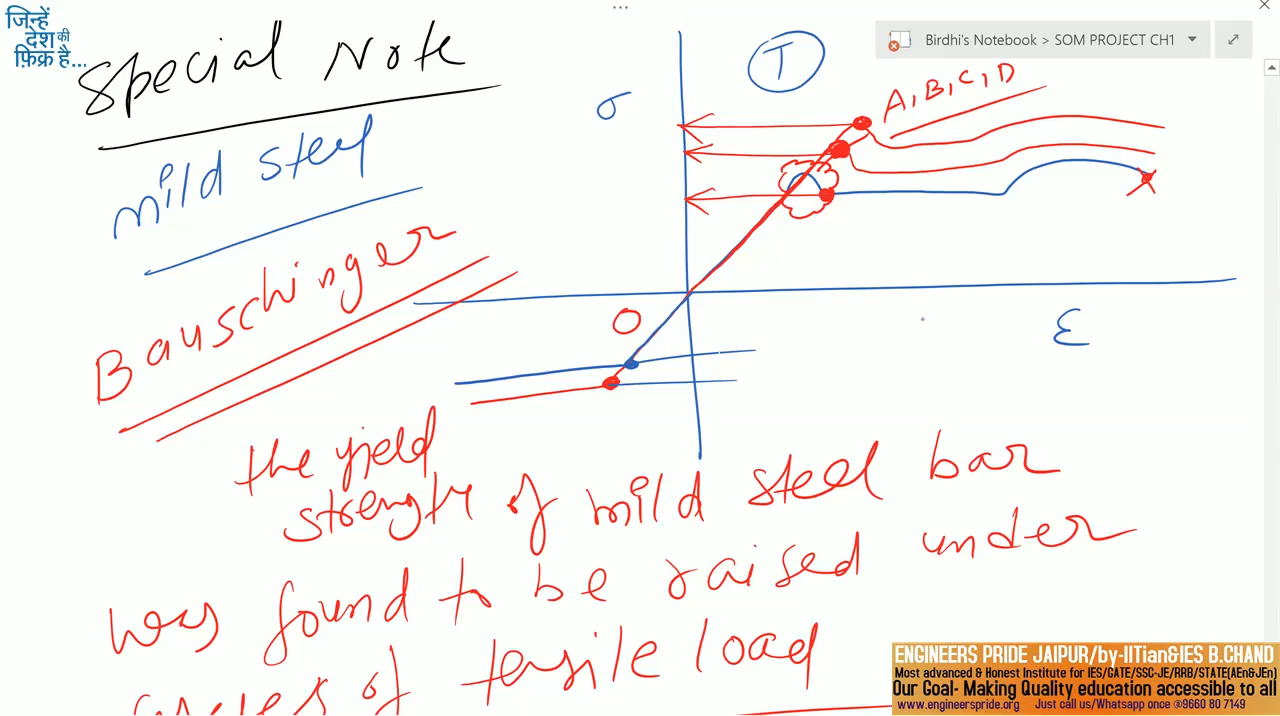 जिन्हें
देश की
फ़िक्र है...
Special Note
mild steel
Bauschinger
Birdhi's Notebook > SOM PROJECT CH1
T
σ
A, B, C, D
O
ε
the yield
strength of mild steel bar
was found to be raised under
cycles of tensile load
ENGINEERS PRIDE JAIPUR/by-IITian&IES B.CHAND
Most advanced & Honest Institute for IES/GATE/SSC-JE/RRB/STATE(AEn&JEn)
Our Goal- Making Quality education accessible to all
www.engineerspride.org Just call us/Whatsapp once @9660 80 7149